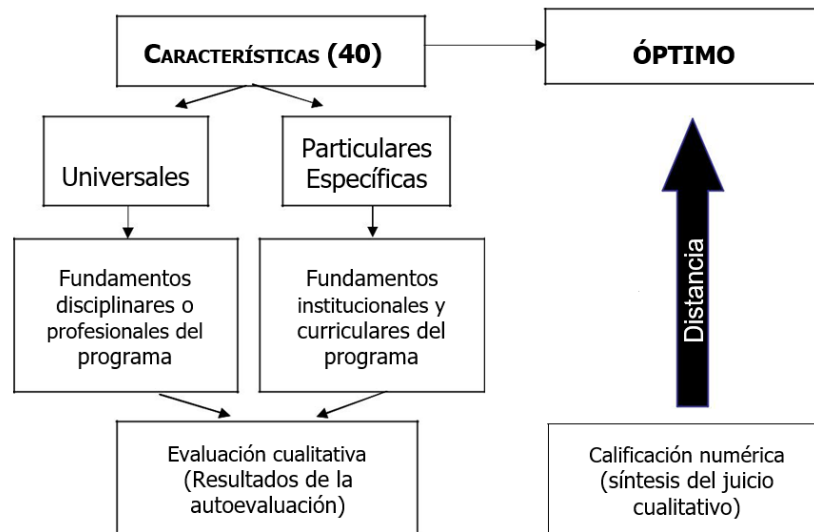 CARACTERÍSTICAS (40)
ÓPTIMO
Universales
Particulares
Específicas
Fundamentos
disciplinares o
profesionales del
programa
Fundamentos
institucionales y
curriculares del
programa
Distancia
Evaluación cualitativa
(Resultados de la
autoevaluación)
Calificación numérica
(síntesis del juicio
cualitativo)